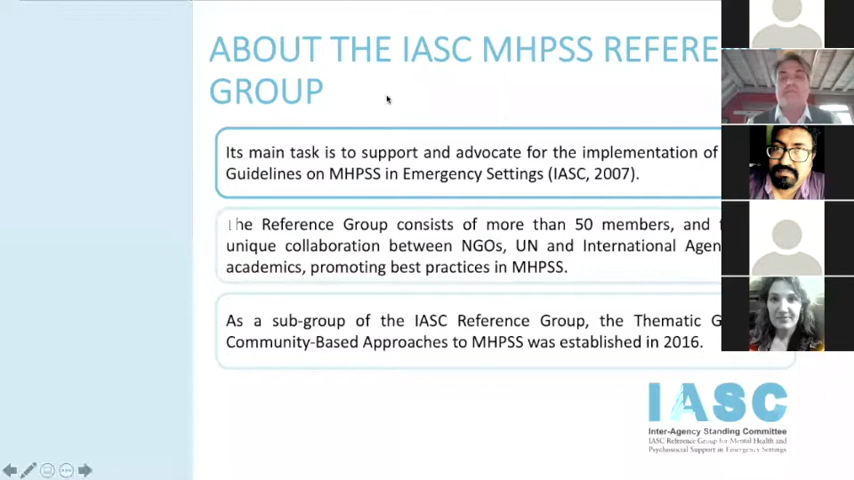 ABOUT THE IASC MHPSS REFERE
GROUP
Its main task is to support and advocate for the implementation of
Guidelines on MHPSS in Emergency Settings (IASC, 2007).
The Reference Group consists of more than 50 members, and
unique collaboration between NGOs, UN and International Agen
academics, promoting best practices in MHPSS.
As a sub-group of the IASC Reference Group, the Thematic G
Community-Based Approaches to MHPSS was established in 2016.
IASC
Inter-Agency Standing Committee
IASC Reference Group for Mental Health and
Psychosocial Support in Emergency Settings